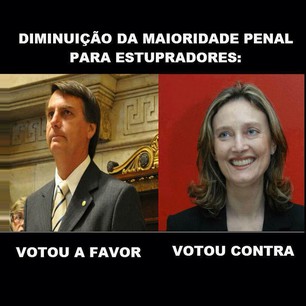 DIMINUIÇÃO DA MAIORIDADE PENAL
PARA ESTUPRADORES:
VOTOU A FAVOR
VOTOU CONTRA